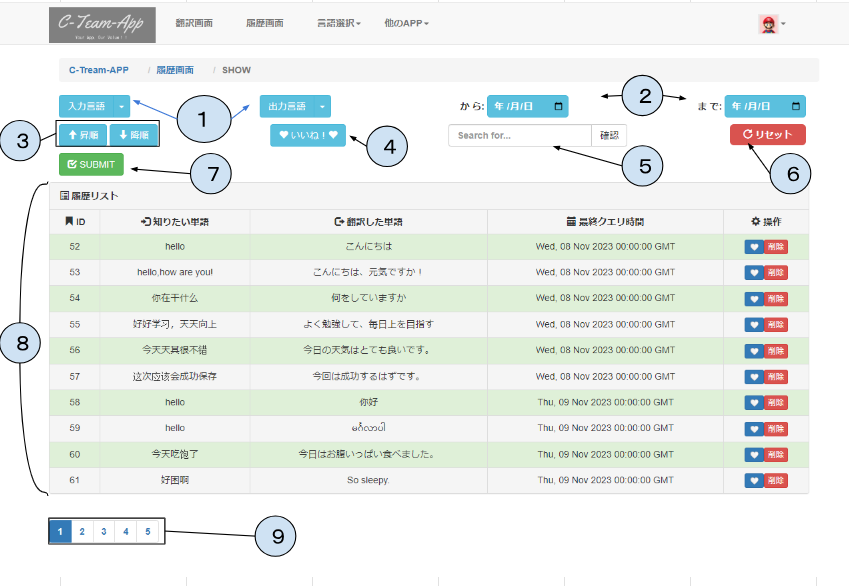 C-Team-App 翻訳画面 履歴画面 言語選択 他のAPP
C-Tream-APP / 履歴画面 / SHOW
入力言語 1 出力言語 から: 年 /月/日 2 まで: 年 /月/日
3 昇順 降順 いいね! 4 Search for... 確認 5 リセット 6
SUBMIT 7
8
履歴リスト
ID 知りたい単語 翻訳した単語 最終クエリ時間 操作
52 hello こんにちは Wed, 08 Nov 2023 00:00:00 GMT 削除
53 hello,how are you! こんにちは、元気ですか！ Wed, 08 Nov 2023 00:00:00 GMT 削除
54 你在干什么 何をしていますか Wed, 08 Nov 2023 00:00:00 GMT 削除
55 好好学习，天天向上 よく勉強して、毎日上を目指す Wed, 08 Nov 2023 00:00:00 GMT 削除
56 今天天其很不错 今日の天気はとても良いです。 Wed, 08 Nov 2023 00:00:00 GMT 削除
57 这次应该会成功保存 今回は成功するはずです。 Wed, 08 Nov 2023 00:00:00 GMT 削除
58 hello 你好 Thu, 09 Nov 2023 00:00:00 GMT 削除
59 hello မင်္ဂလာပါ Thu, 09 Nov 2023 00:00:00 GMT 削除
60 今天吃饱了 今日はお腹いっぱい食べました。 Thu, 09 Nov 2023 00:00:00 GMT 削除
61 好困啊 So sleepy. Thu, 09 Nov 2023 00:00:00 GMT 削除
1 2 3 4 5 9